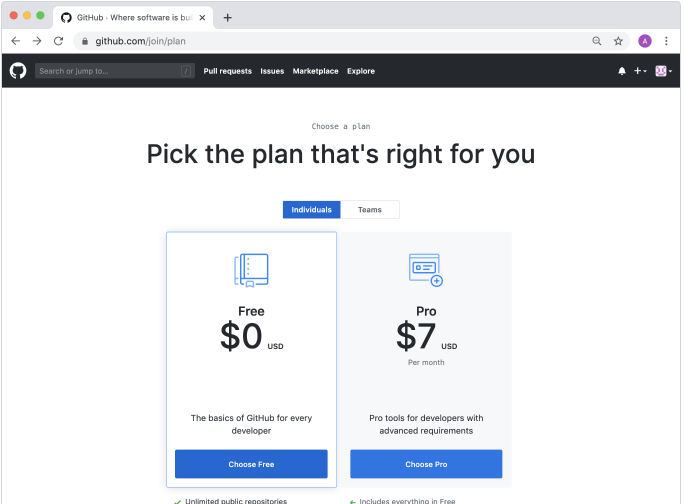 GitHub · Where software is bui
github.com/join/plan
A
Search or jump to...
/
Pull requests Issues Marketplace Explore
Choose a plan
Pick the plan that's right for you
Individuals Teams
Free
$0 USD
The basics of GitHub for every
developer
Choose Free
Unlimited public repositories
Pro
$7 USD
Per month
Pro tools for developers with
advanced requirements
Choose Pro
← Includes everything in Free